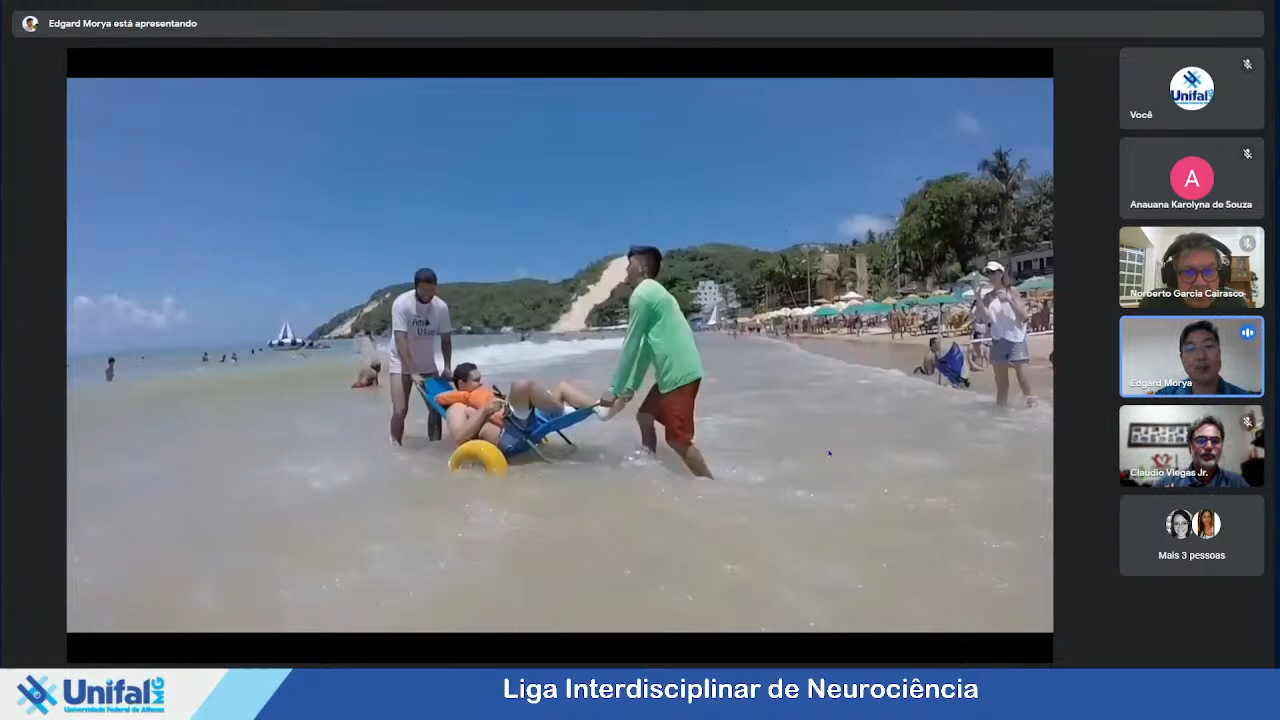 Edgard Morya está apresentando
Unifal
Você
A
Anauana Karolyna de Souza
Norberto Garcia Cairasco
Edgard Morya
Claudio Viegas Jr.
Mais 3 pessoas
UnifalMG
Universidade Federal de Alfenas
Liga Interdisciplinar de Neurociência